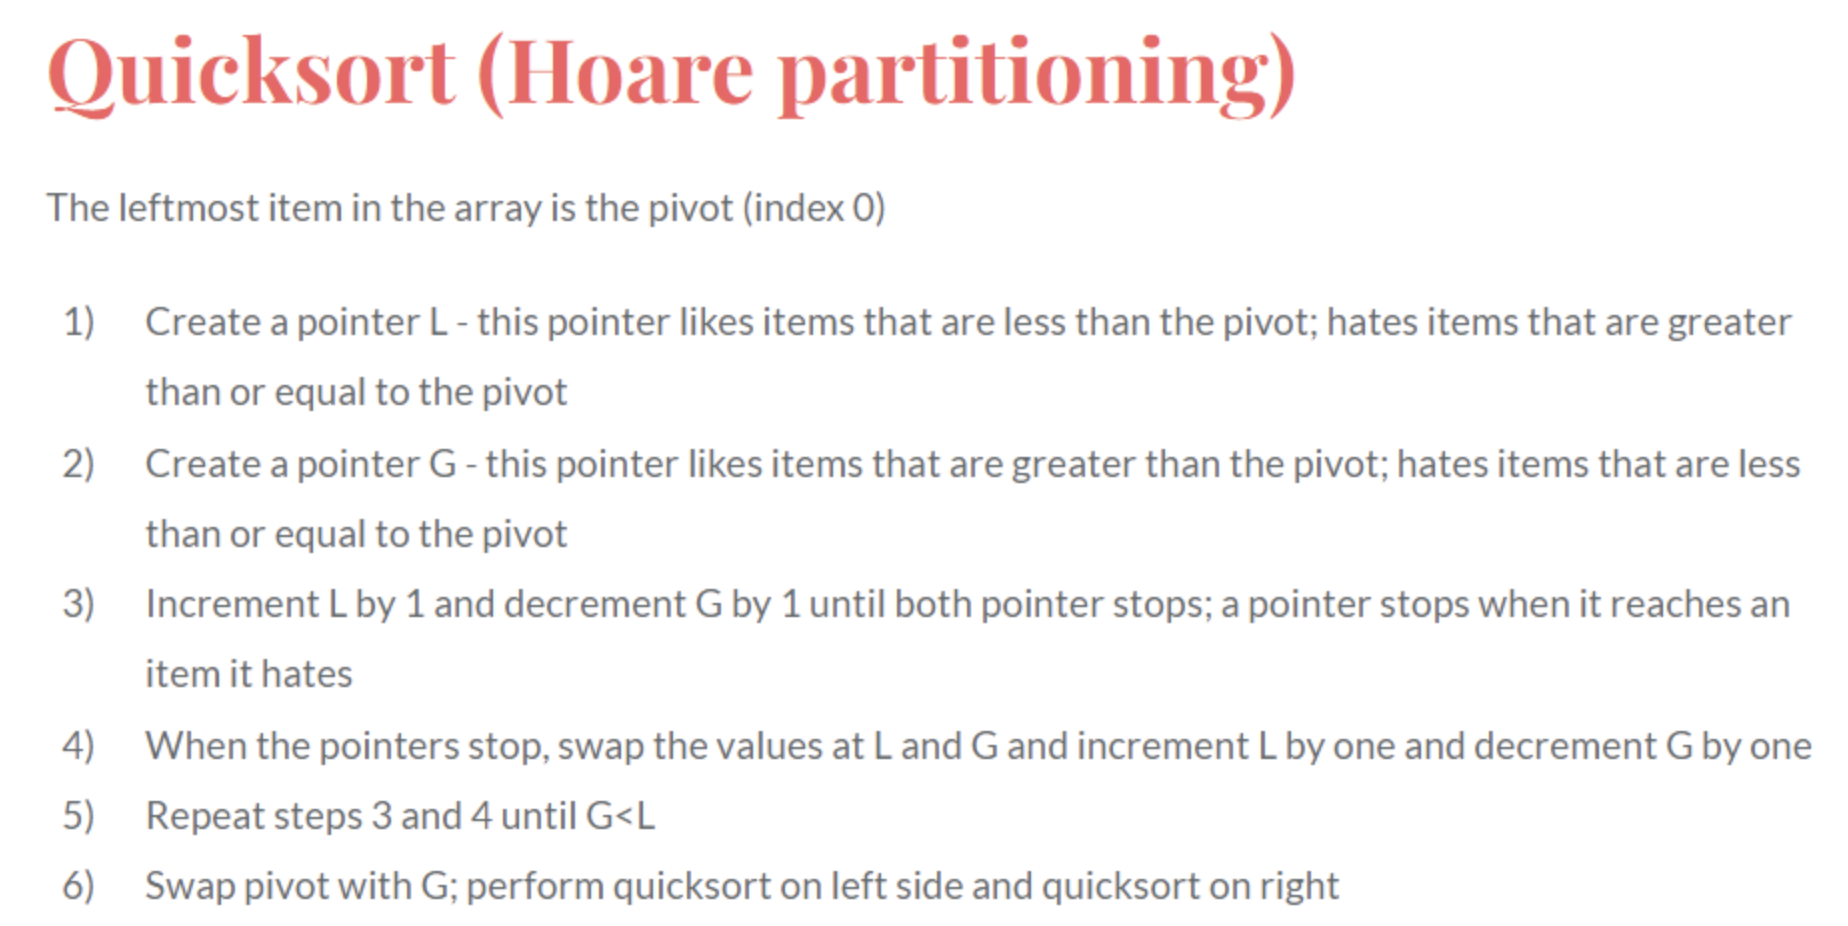 Quicksort (Hoare partitioning)
The leftmost item in the array is the pivot (index 0)
1) Create a pointer L - this pointer likes items that are less than the pivot; hates items that are greater
than or equal to the pivot
2) Create a pointer G - this pointer likes items that are greater than the pivot; hates items that are less
than or equal to the pivot
3) Increment L by 1 and decrement G by 1 until both pointer stops; a pointer stops when it reaches an
item it hates
4) When the pointers stop, swap the values at L and G and increment L by one and decrement G by one
5) Repeat steps 3 and 4 until G<L
6) Swap pivot with G; perform quicksort on left side and quicksort on right